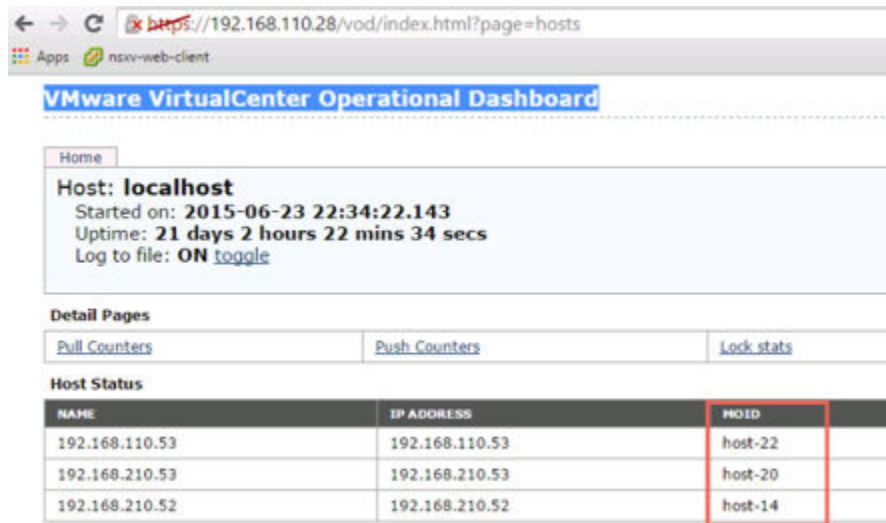 https://192.168.110.28/vod/index.html?page=hosts
Apps nsxv-web-client
VMware VirtualCenter Operational Dashboard
Home
Host: localhost
Started on: 2015-06-23 22:34:22.143
Uptime: 21 days 2 hours 22 mins 34 secs
Log to file: ON toggle
Detail Pages
Pull Counters Push Counters Lock stats
Host Status
NAME IP ADDRESS MOID
192.168.110.53 192.168.110.53 host-22
192.168.210.53 192.168.210.53 host-20
192.168.210.52 192.168.210.52 host-14